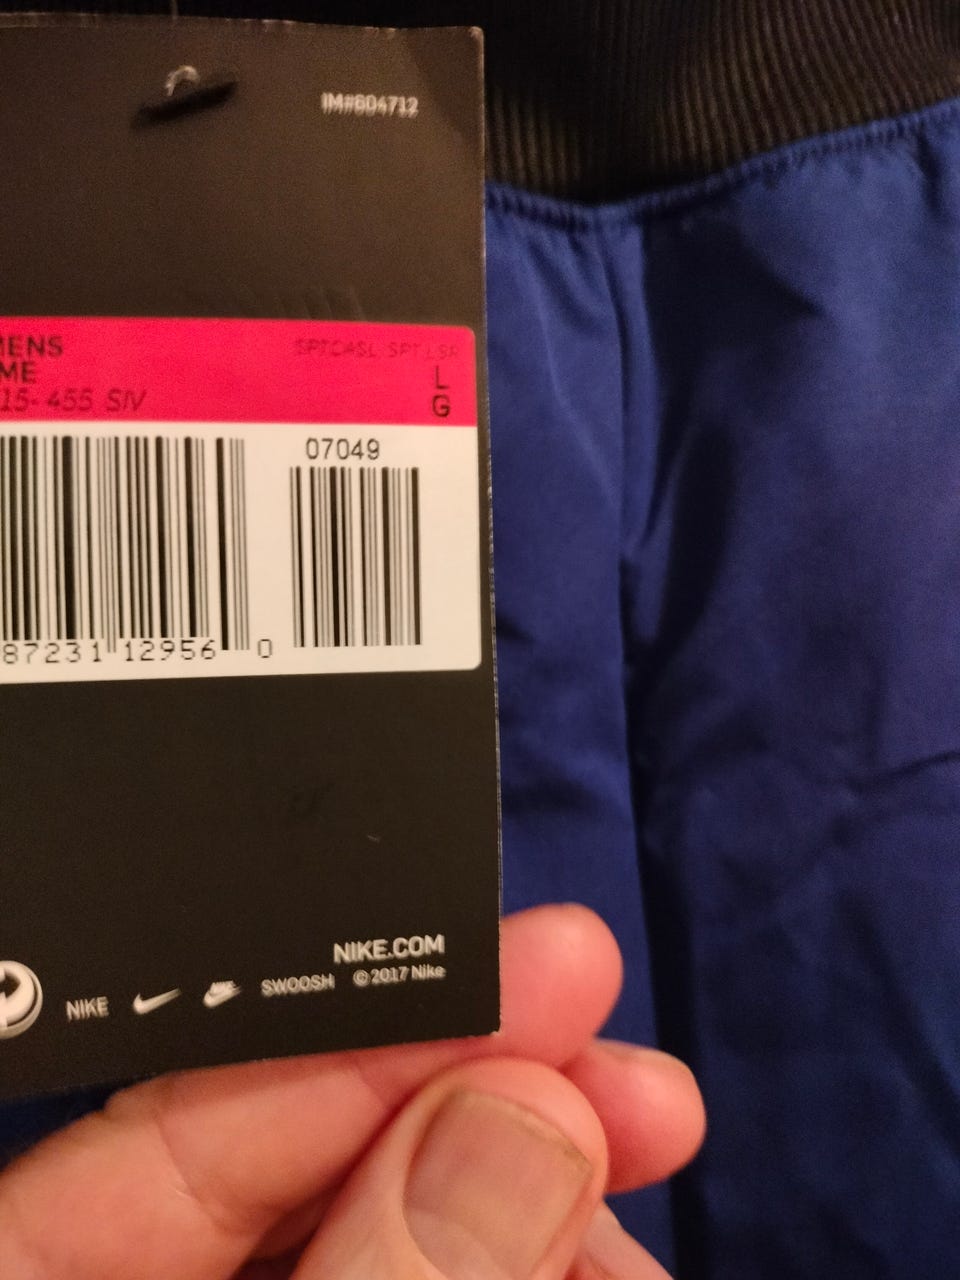 IM#604712
MENS SPTCASL SPT LSR
ME L
15-455 SIV G
07049
87231 12956 0
NIKE.COM
NIKE SWOOSH © 2017 Nike